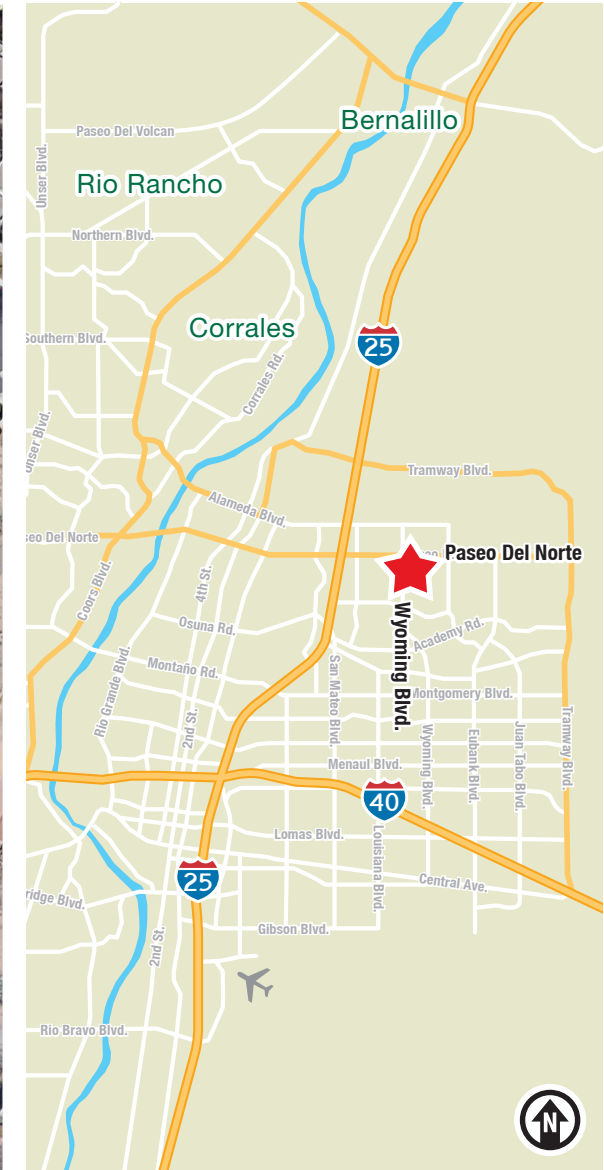 Bernalillo
Paseo Del Volcan
Unser Blvd.
Rio Rancho
Northern Blvd.
Corrales
Southern Blvd.
25
Corrales Rd.
Unser Blvd.
Tramway Blvd.
Alameda Blvd.
seo Del Norte
Paseo Del Norte
4th St.
Coors Blvd.
Wyoming Blvd.
Osuna Rd.
Academy Rd.
Montaño Rd.
Rio Grande Blvd.
San Mateo Blvd.
Montgomery Blvd.
2nd St.
Wyoming Blvd.
Eubank Blvd.
Juan Tabo Blvd.
Tramway Blvd.
Menaul Blvd.
40
Lomas Blvd.
Louisiana Blvd.
25
Central Ave.
ridge Blvd.
Gibson Blvd.
2nd St.
Rio Bravo Blvd.
N